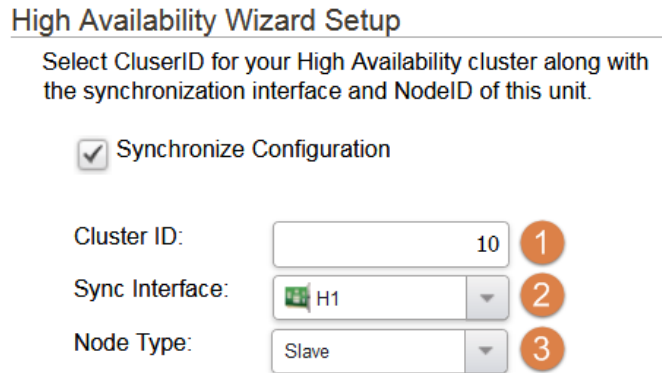 High Availability Wizard Setup
Select CluserID for your High Availability cluster along with
the synchronization interface and NodeID of this unit.
Synchronize Configuration
Cluster ID: 10 1
Sync Interface: H1 2
Node Type: Slave 3